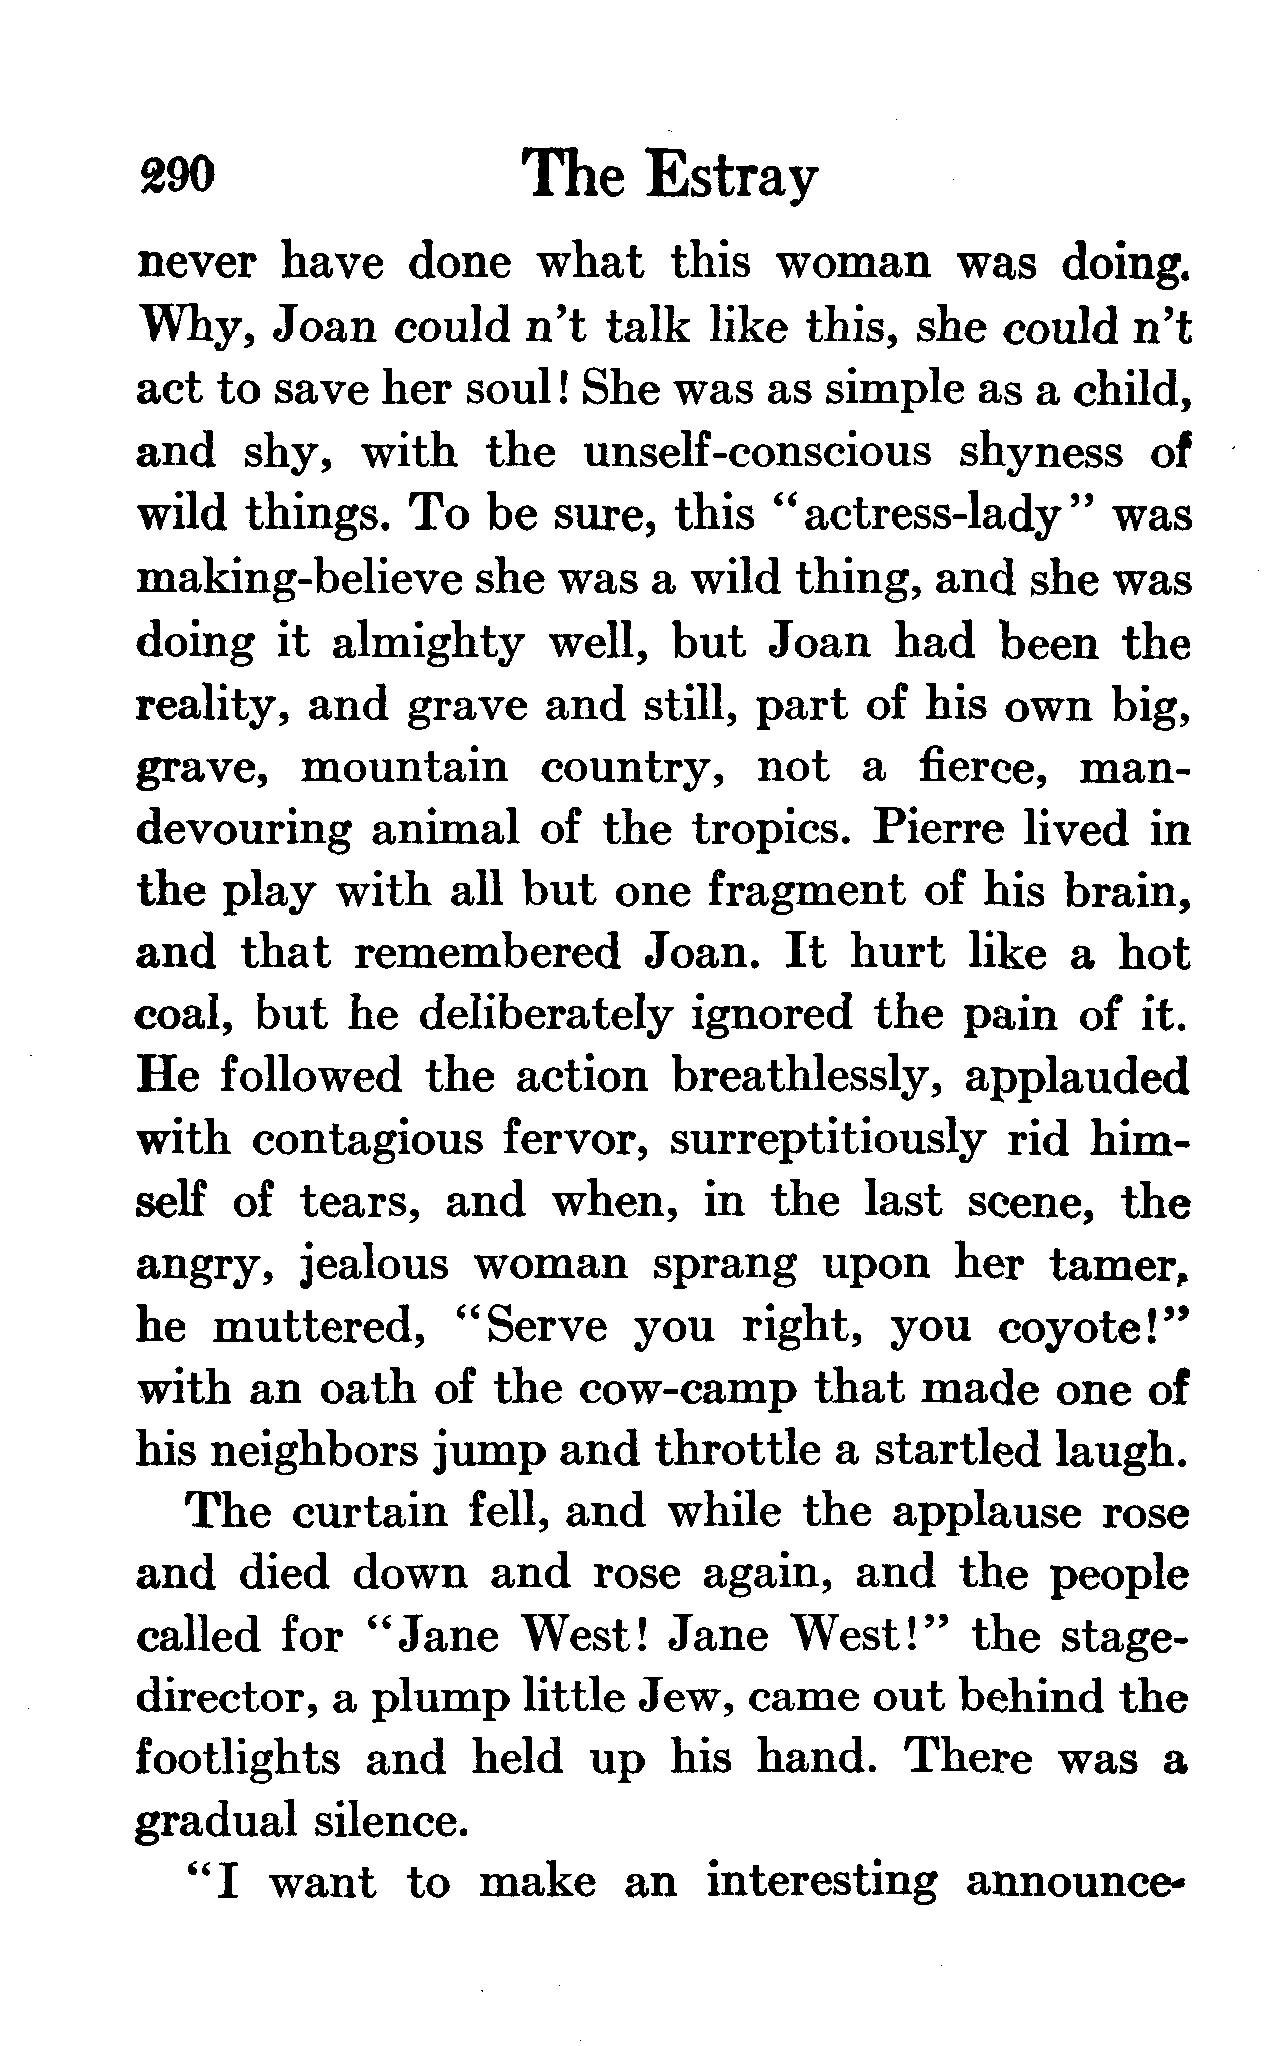 290 The Estray
never have done what this woman was doing.
Why, Joan could n't talk like this, she could n't
act to save her soul! She was as simple as a child,
and shy, with the unself-conscious shyness of
wild things. To be sure, this "actress-lady" was
making-believe she was a wild thing, and she was
doing it almighty well, but Joan had been the
reality, and grave and still, part of his own big,
grave, mountain country, not a fierce, man-
devouring animal of the tropics. Pierre lived in
the play with all but one fragment of his brain,
and that remembered Joan. It hurt like a hot
coal, but he deliberately ignored the pain of it.
He followed the action breathlessly, applauded
with contagious fervor, surreptitiously rid him-
self of tears, and when, in the last scene, the
angry, jealous woman sprang upon her tamer,
he muttered, "Serve you right, you coyote!"
with an oath of the cow-camp that made one of
his neighbors jump and throttle a startled laugh.
The curtain fell, and while the applause rose
and died down and rose again, and the people
called for "Jane West! Jane West!" the stage-
director, a plump little Jew, came out behind the
footlights and held up his hand. There was a
gradual silence.
"I want to make an interesting announce-